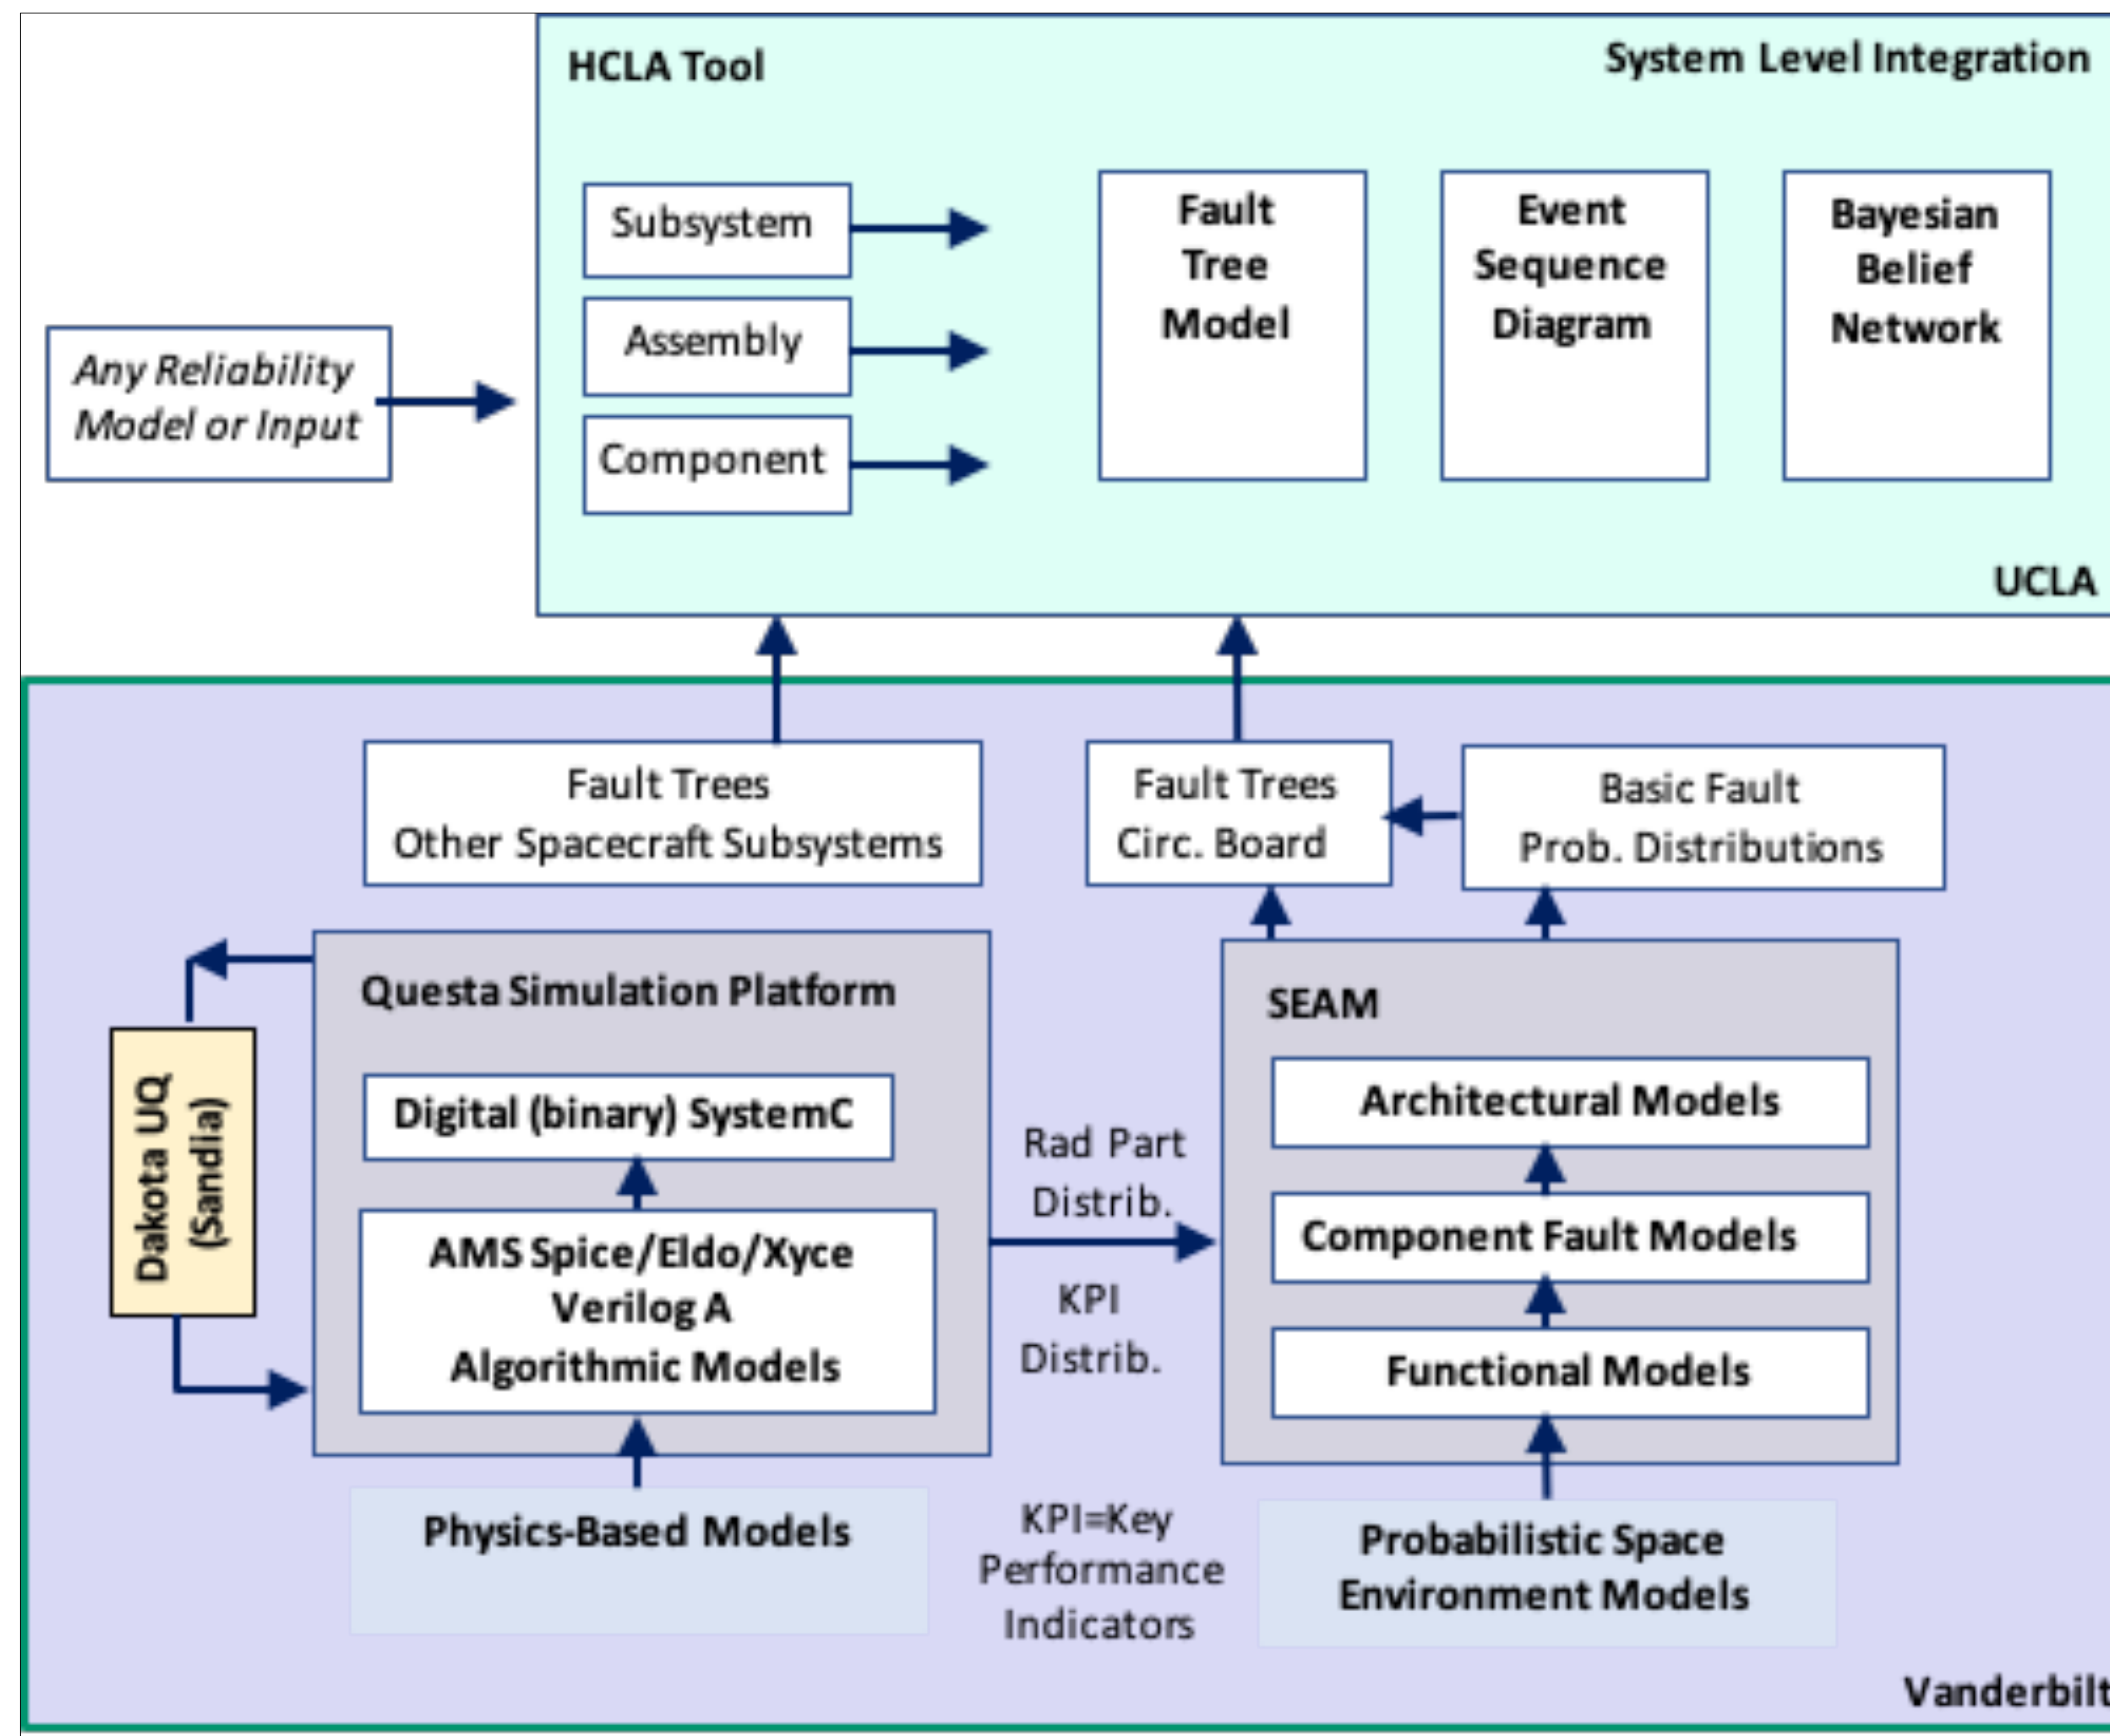 HCLA Tool
System Level Integration
Subsystem
Assembly
Component
Fault
Tree
Model
Event
Sequence
Diagram
Bayesian
Belief
Network
Any Reliability
Model or Input
UCLA
Fault Trees
Other Spacecraft Subsystems
Fault Trees
Circ. Board
Basic Fault
Prob. Distributions
Dakota UQ
(Sandia)
Questa Simulation Platform
Digital (binary) SystemC
AMS Spice/Eldo/Xyce
Verilog A
Algorithmic Models
Physics-Based Models
Rad Part
Distrib.
KPI
Distrib.
KPI=Key
Performance
Indicators
SEAM
Architectural Models
Component Fault Models
Functional Models
Probabilistic Space
Environment Models
Vanderbilt